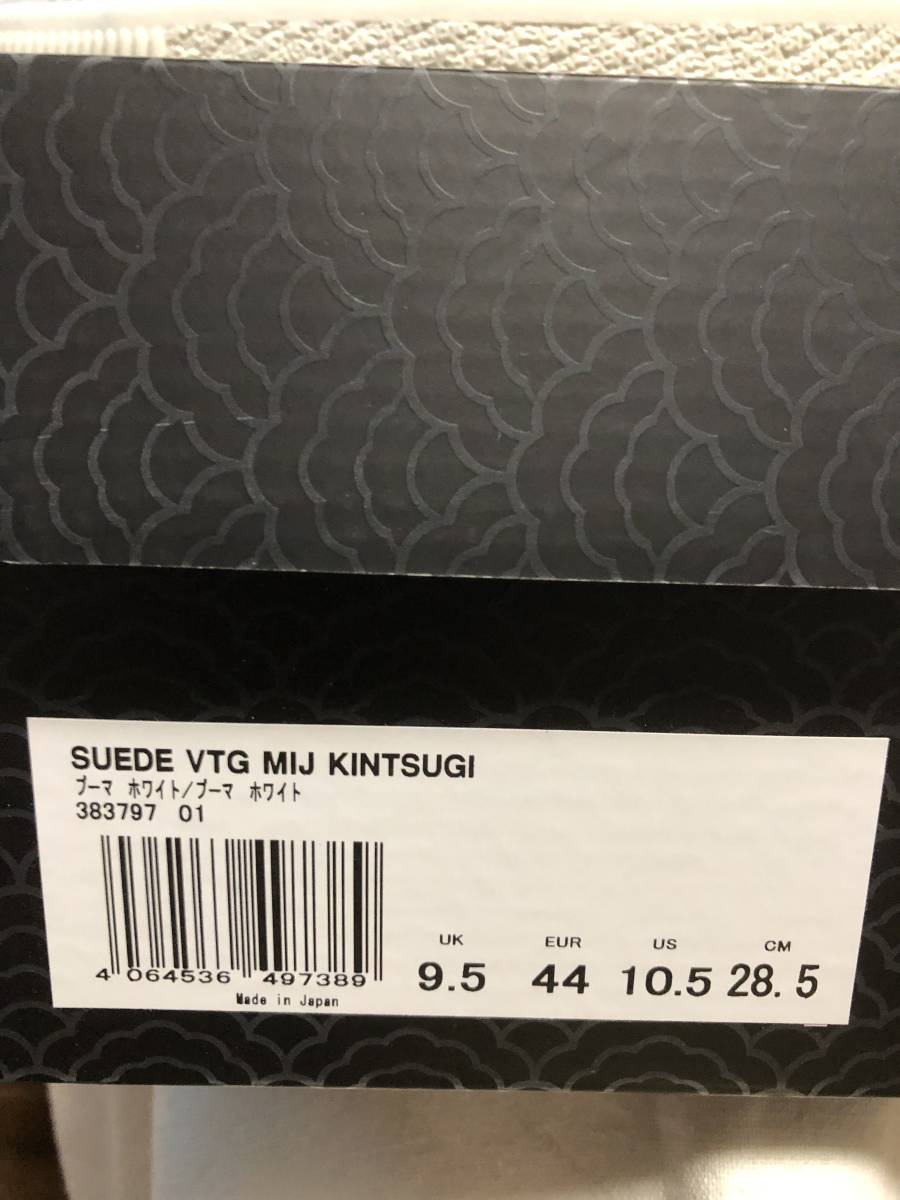 SUEDE VTG MIJ KINTSUGI
プーマ ホワイト/プーマ ホワイト
383797 01
UK EUR US CM
9.5 44 10.5 28.5
4 064536 497389
Made in Japan